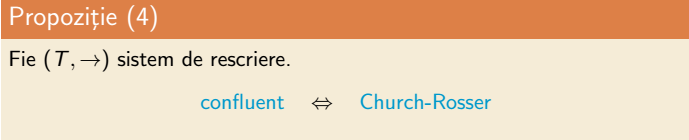 Propoziție (4)
Fie (T, →) sistem de rescriere.
confluent ⇔ Church-Rosser